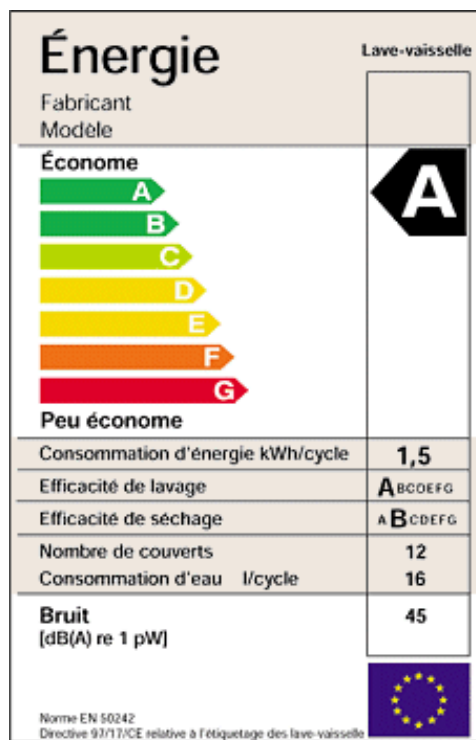 Énergie
Lave-vaisselle
Fabricant
Modèle
Économe
A
A
B
C
D
E
F
G
Peu économe
Consommation d'énergie kWh/cycle 1,5
Efficacité de lavage ABCDEFG
Efficacité de séchage ABCDEFG
Nombre de couverts 12
Consommation d'eau l/cycle 16
Bruit 45
[dB(A) re 1 pW]
Norme EN 50242
Directive 97/17/CE relative à l'étiquetage des lave-vaisselle